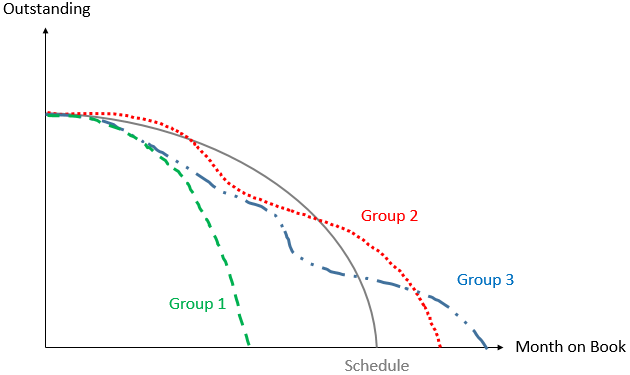 Outstanding
Group 2
Group 3
Group 1
Month on Book
Schedule